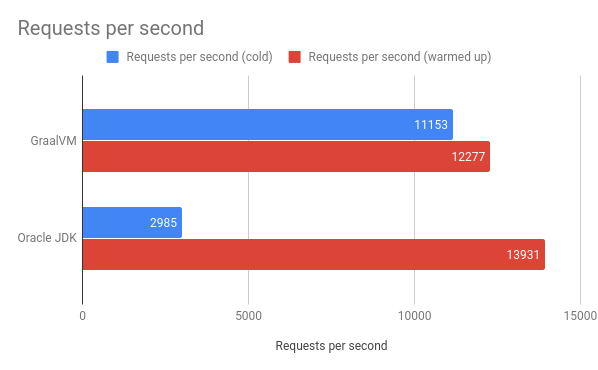 Requests per second
Requests per second (cold) Requests per second (warmed up)
GraalVM
11153
12277
Oracle JDK
2985
13931
0 5000 10000 15000
Requests per second